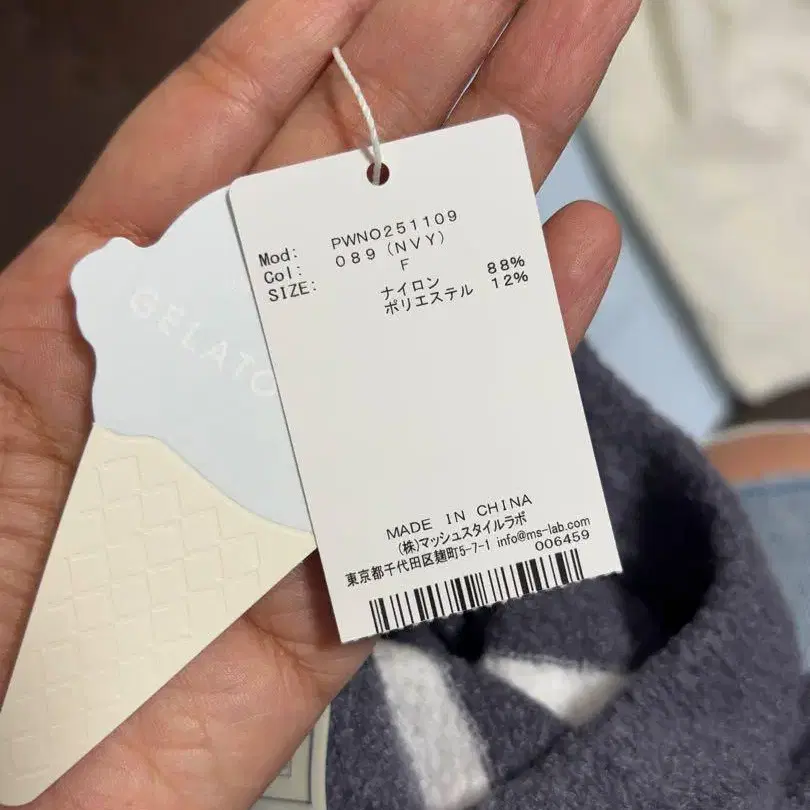 GELATO
Mod: PWNO251109
Col: 089 (NVY)
SIZE: F
ナイロン 88%
ポリエステル 12%
MADE IN CHINA
(株)マッシュスタイルラボ
東京都千代田区麹町5-7-1 info@ms-lab.com
006459